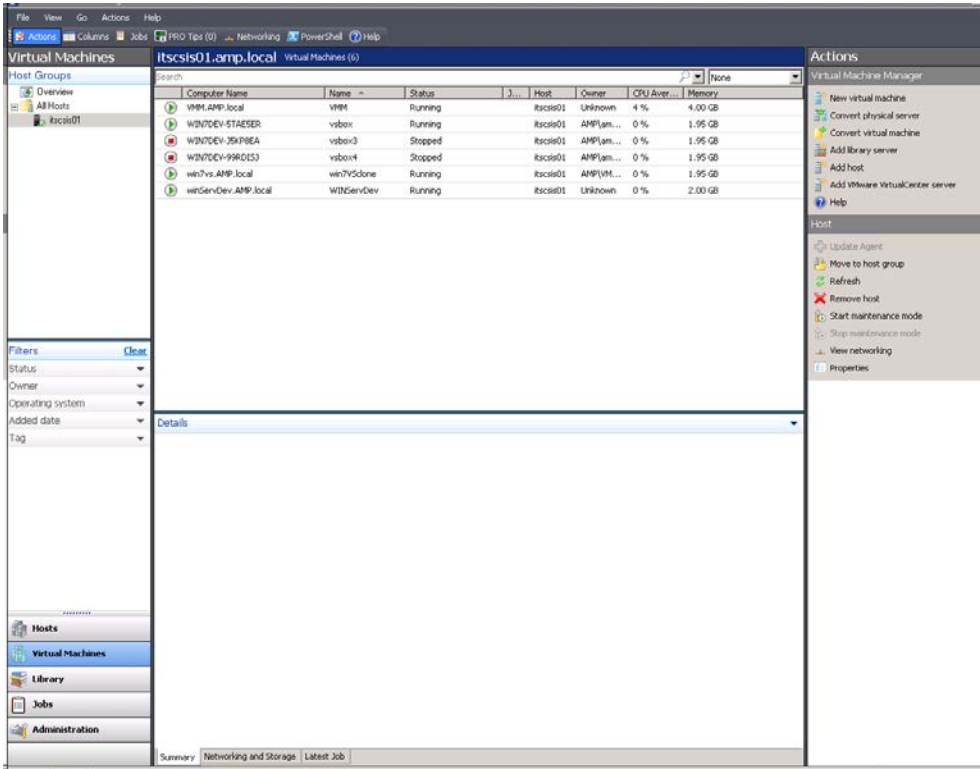 File View Go Actions Help
Actions Columns Jobs PRO Tips (0) Networking PowerShell Help
Virtual Machines
Host Groups
Overview
All Hosts
itscsis01
Filters Clear
Status
Owner
Operating system
Added date
Tag
Hosts
Virtual Machines
Library
Jobs
Administration
itscsis01.amp.local Virtual Machines (6)
Search None
Computer Name Name Status J... Host Owner CPU Aver... Memory
VMM.AMP.local VMM Running itscsis01 Unknown 4 % 4.00 GB
vsbox Running itscsis01 AMP\am... 0 % 1.95 GB
vsbox3 Stopped itscsis01 AMP\am... 0 % 1.95 GB
vsbox4 Stopped itscsis01 AMP\am... 0 % 1.95 GB
win7vs.AMP.local win7VSclone Running itscsis01 AMP\VM... 0 % 1.95 GB
winServDev.AMP.local WINServDev Running itscsis01 Unknown 0 % 2.00 GB
Details
Summary Networking and Storage Latest Job
Actions
Virtual Machine Manager
New virtual machine
Convert physical server
Convert virtual machine
Add library server
Add host
Add VMware VirtualCenter server
Help
Host
Update Agent
Move to host group
Refresh
Remove host
Start maintenance mode
Stop maintenance mode
View networking
Properties